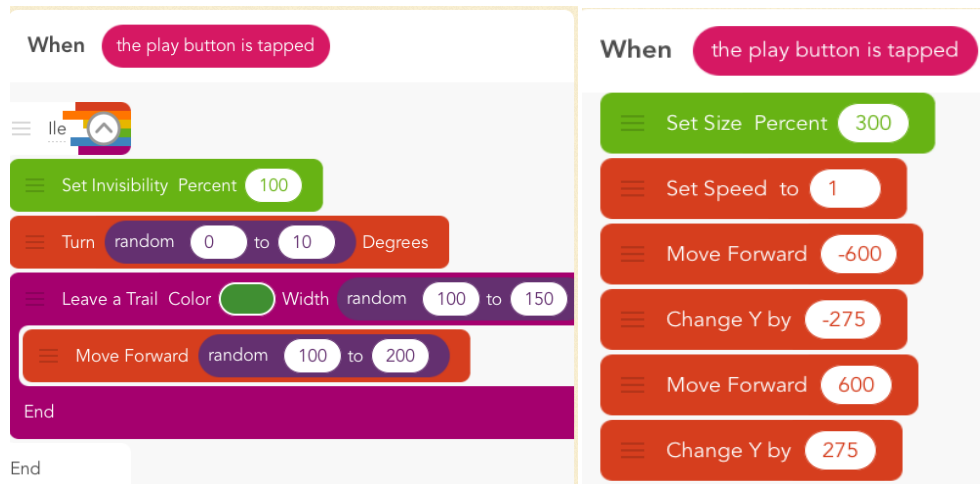 When the play button is tapped
lle
Set Invisibility Percent 100
Turn random 0 to 10 Degrees
Leave a Trail Color Width random 100 to 150
Move Forward random 100 to 200
End
End
When the play button is tapped
Set Size Percent 300
Set Speed to 1
Move Forward -600
Change Y by -275
Move Forward 600
Change Y by 275